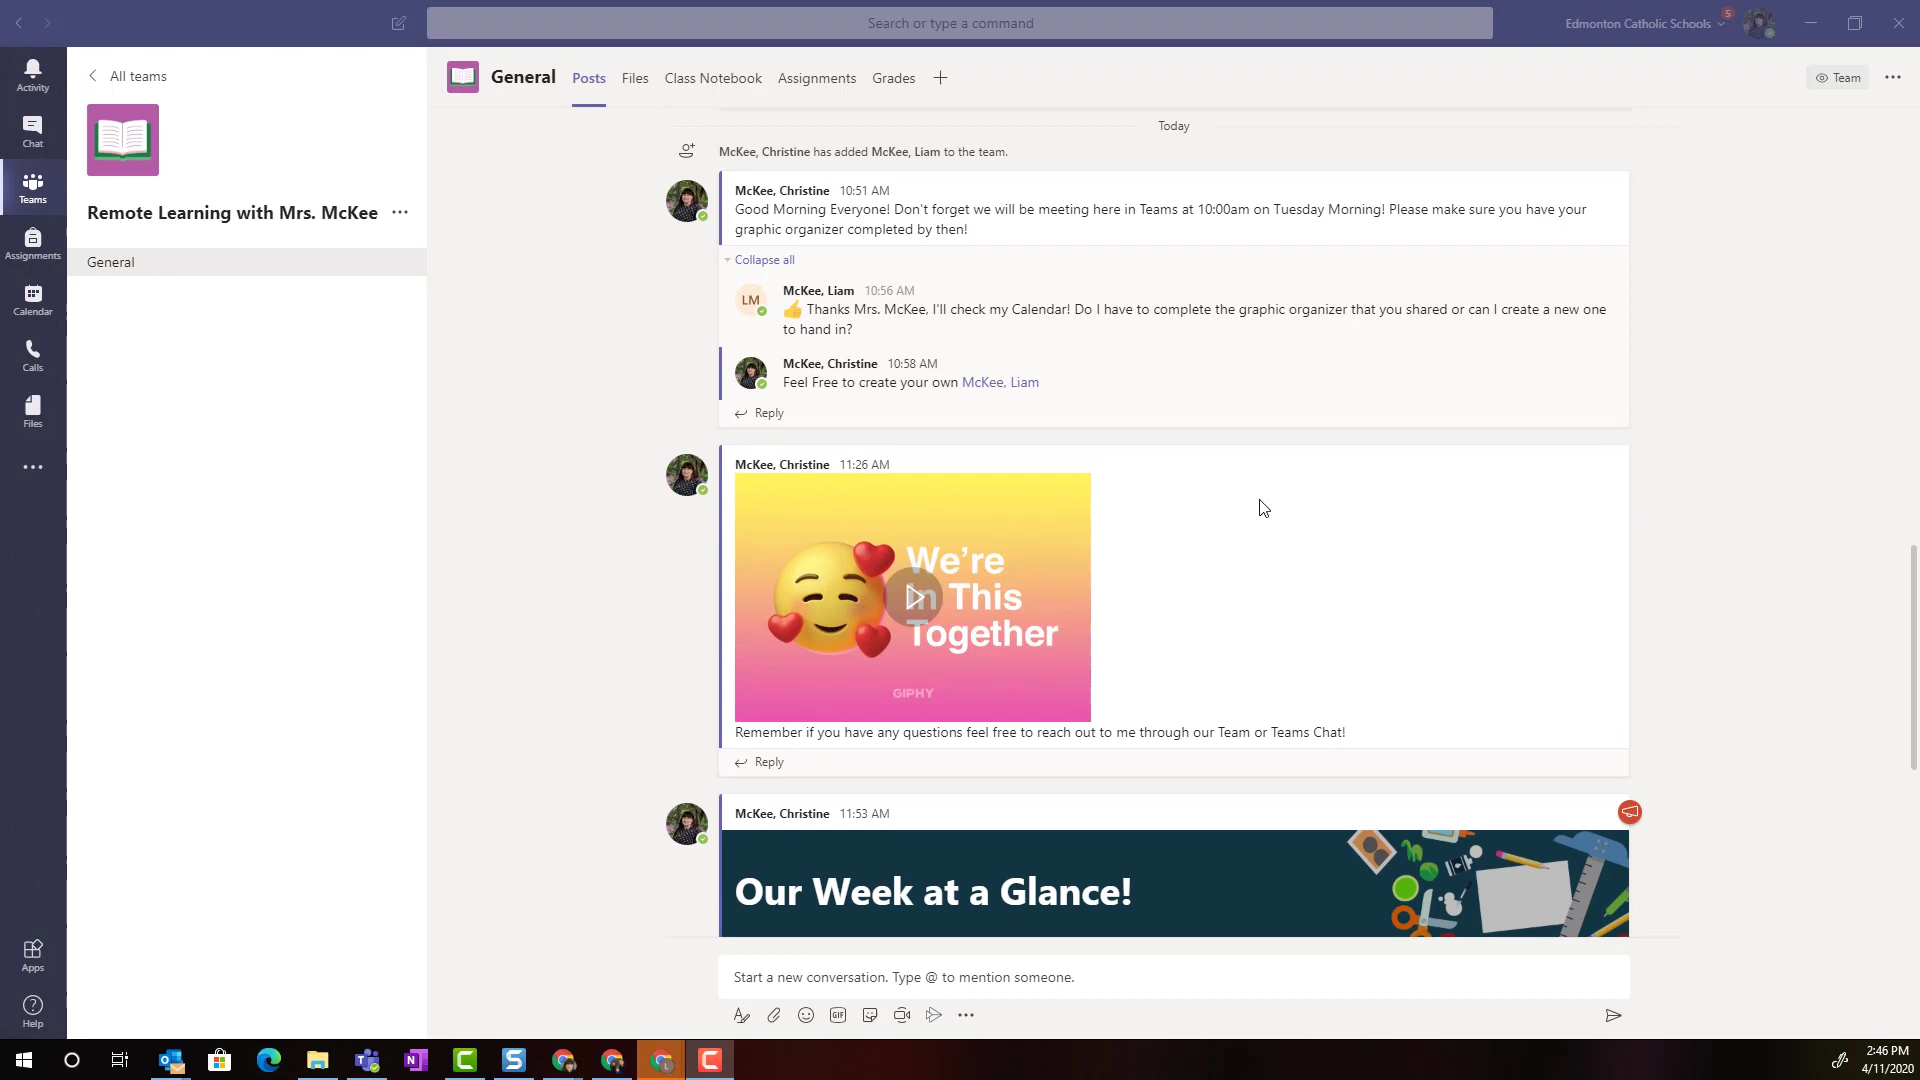 Search or type a command
Edmonton Catholic Schools
5
Activity
Chat
Teams
Assignments
Calendar
Calls
Files
Apps
Help
All teams
Remote Learning with Mrs. McKee
General
General
Posts
Files
Class Notebook
Assignments
Grades
Team
Today
McKee, Christine has added McKee, Liam to the team.
McKee, Christine 10:51 AM
Good Morning Everyone! Don't forget we will be meeting here in Teams at 10:00am on Tuesday Morning! Please make sure you have your
graphic organizer completed by then!
Collapse all
LM
McKee, Liam 10:56 AM
👍 Thanks Mrs. McKee, I'll check my Calendar! Do I have to complete the graphic organizer that you shared or can I create a new one
to hand in?
McKee, Christine 10:58 AM
Feel Free to create your own McKee, Liam
Reply
McKee, Christine 11:26 AM
We're
In This
Together
GIPHY
Remember if you have any questions feel free to reach out to me through our Team or Teams Chat!
Reply
McKee, Christine 11:53 AM
Our Week at a Glance!
Start a new conversation. Type @ to mention someone.
GIF
2:46 PM
4/11/2020